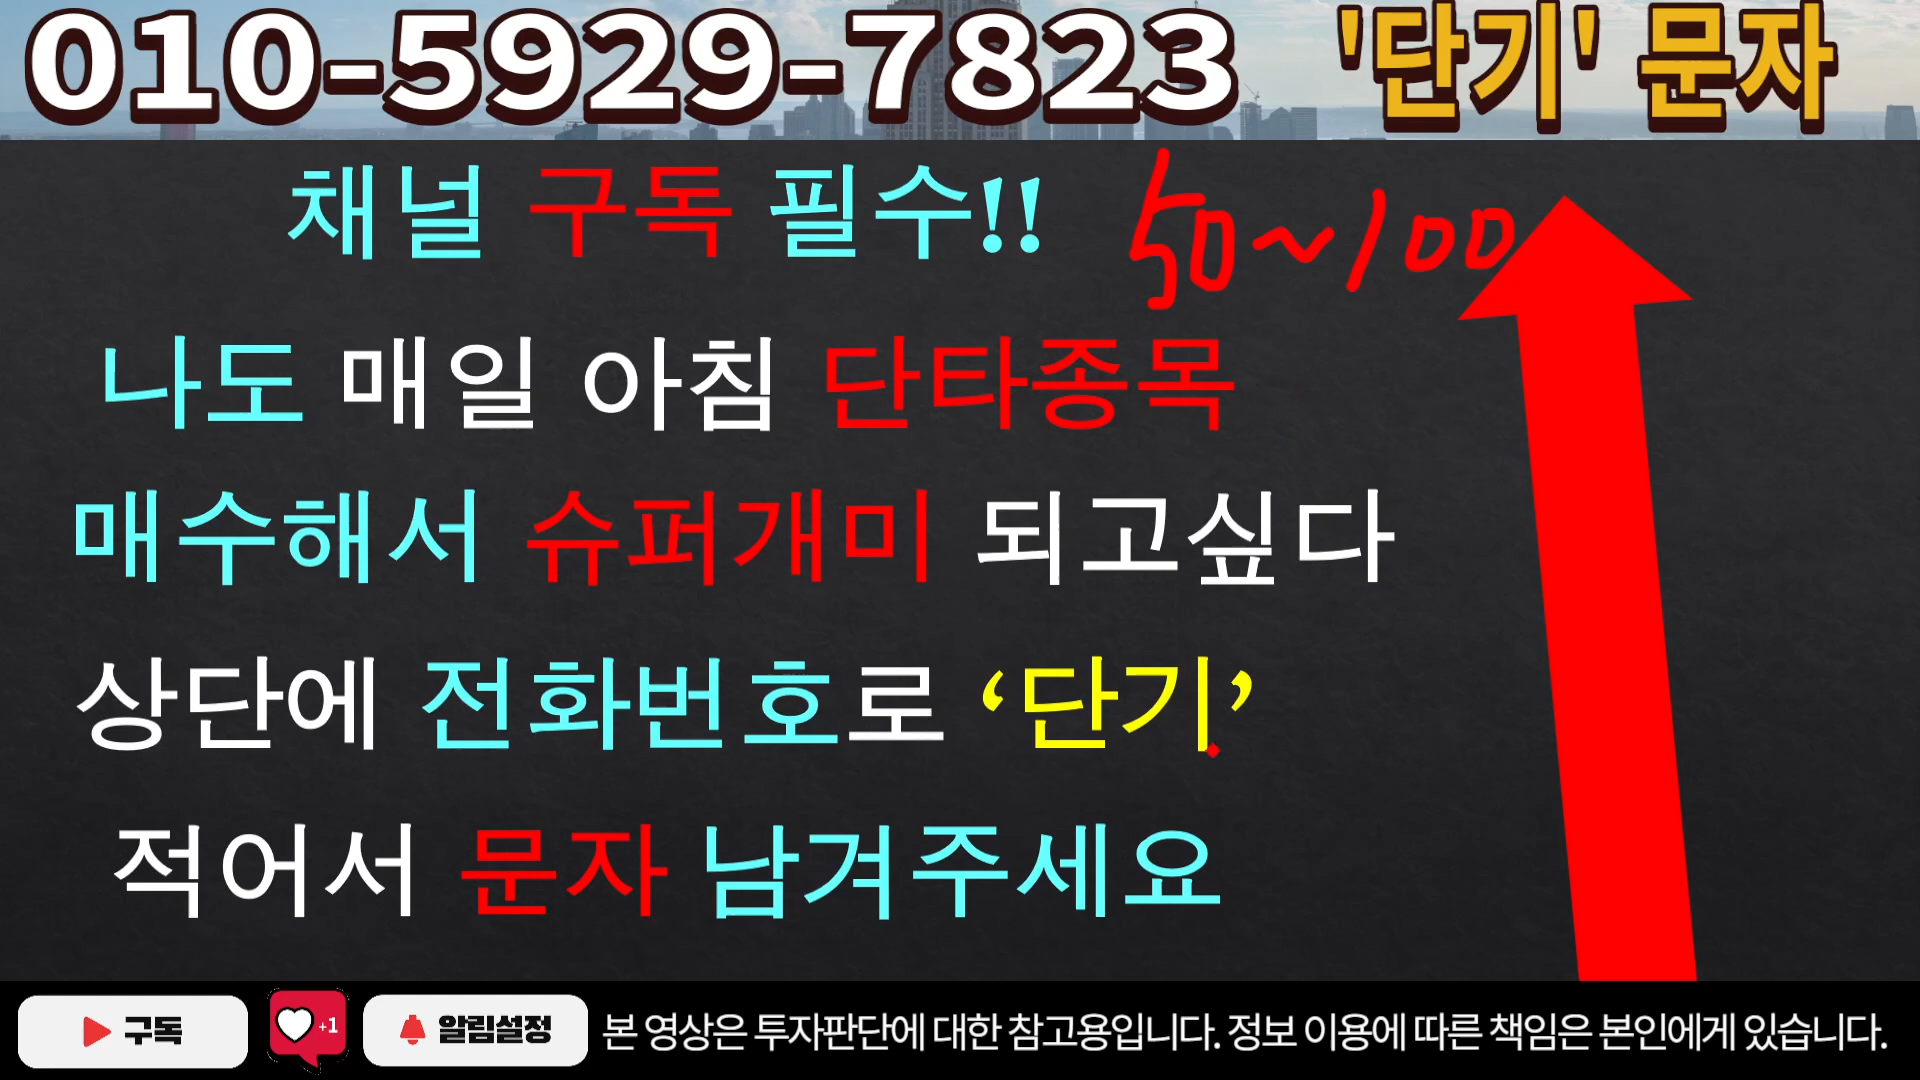 010-5929-7823 '단기' 문자
채널 구독 필수!! 50~100
나도 매일 아침 단타종목
매수해서 슈퍼개미 되고싶다
상단에 전화번호로 ‘단기’
적어서 문자 남겨주세요
구독 +1 알림설정 본 영상은 투자판단에 대한 참고용입니다. 정보 이용에 따른 책임은 본인에게 있습니다.